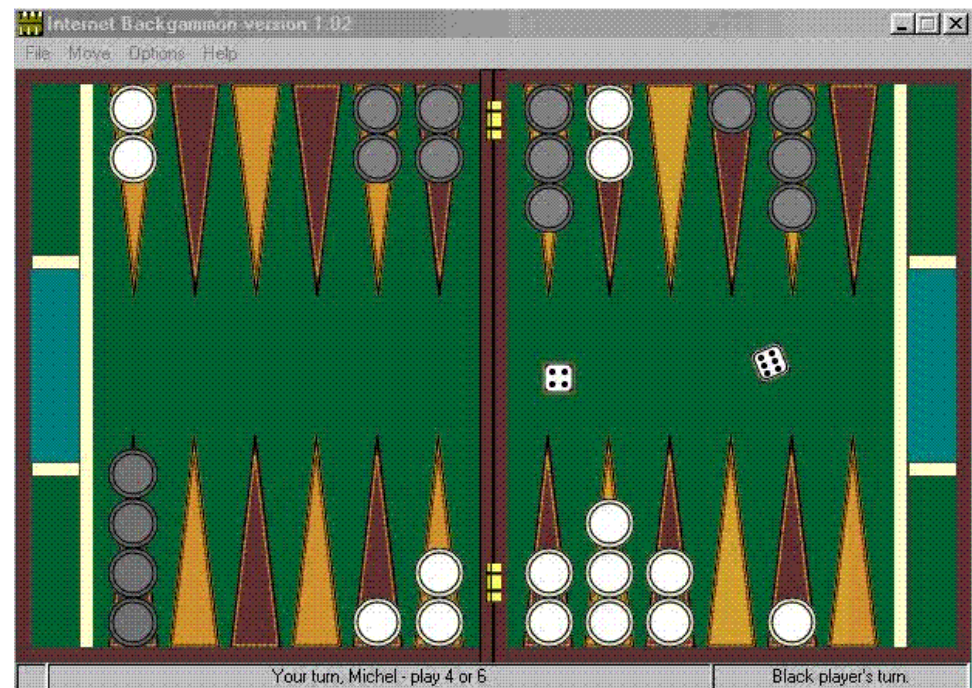 Internet Backgammon version 1.02
File Move Options Help
Your turn, Michel - play 4 or 6
Black player's turn.